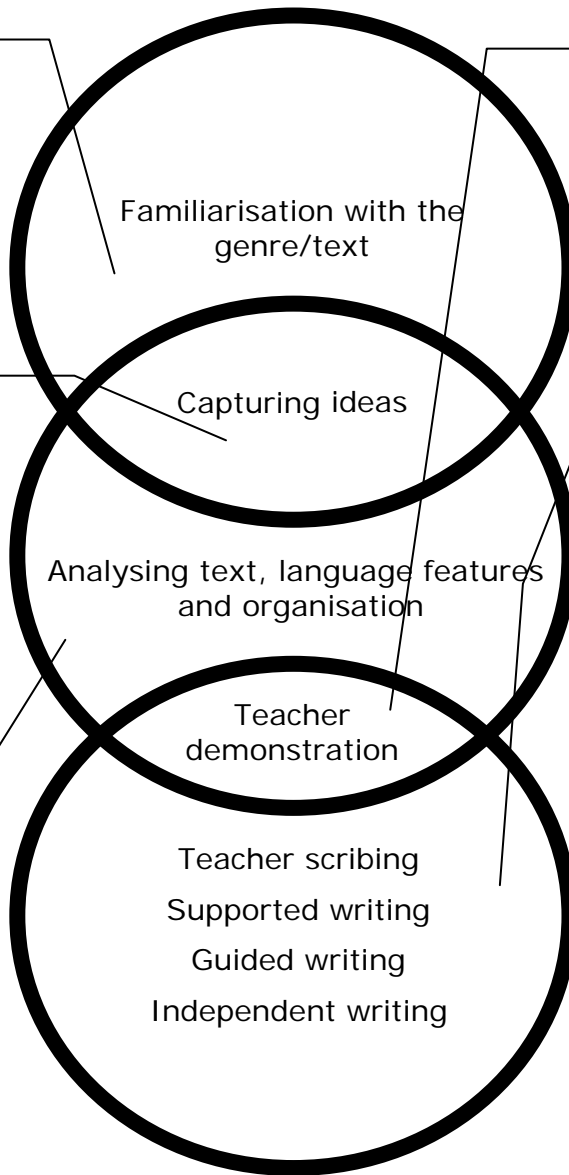 Familiarisation with the
genre/text
Capturing ideas
Analysing text, language features
and organisation
Teacher
demonstration
Teacher scribing
Supported writing
Guided writing
Independent writing